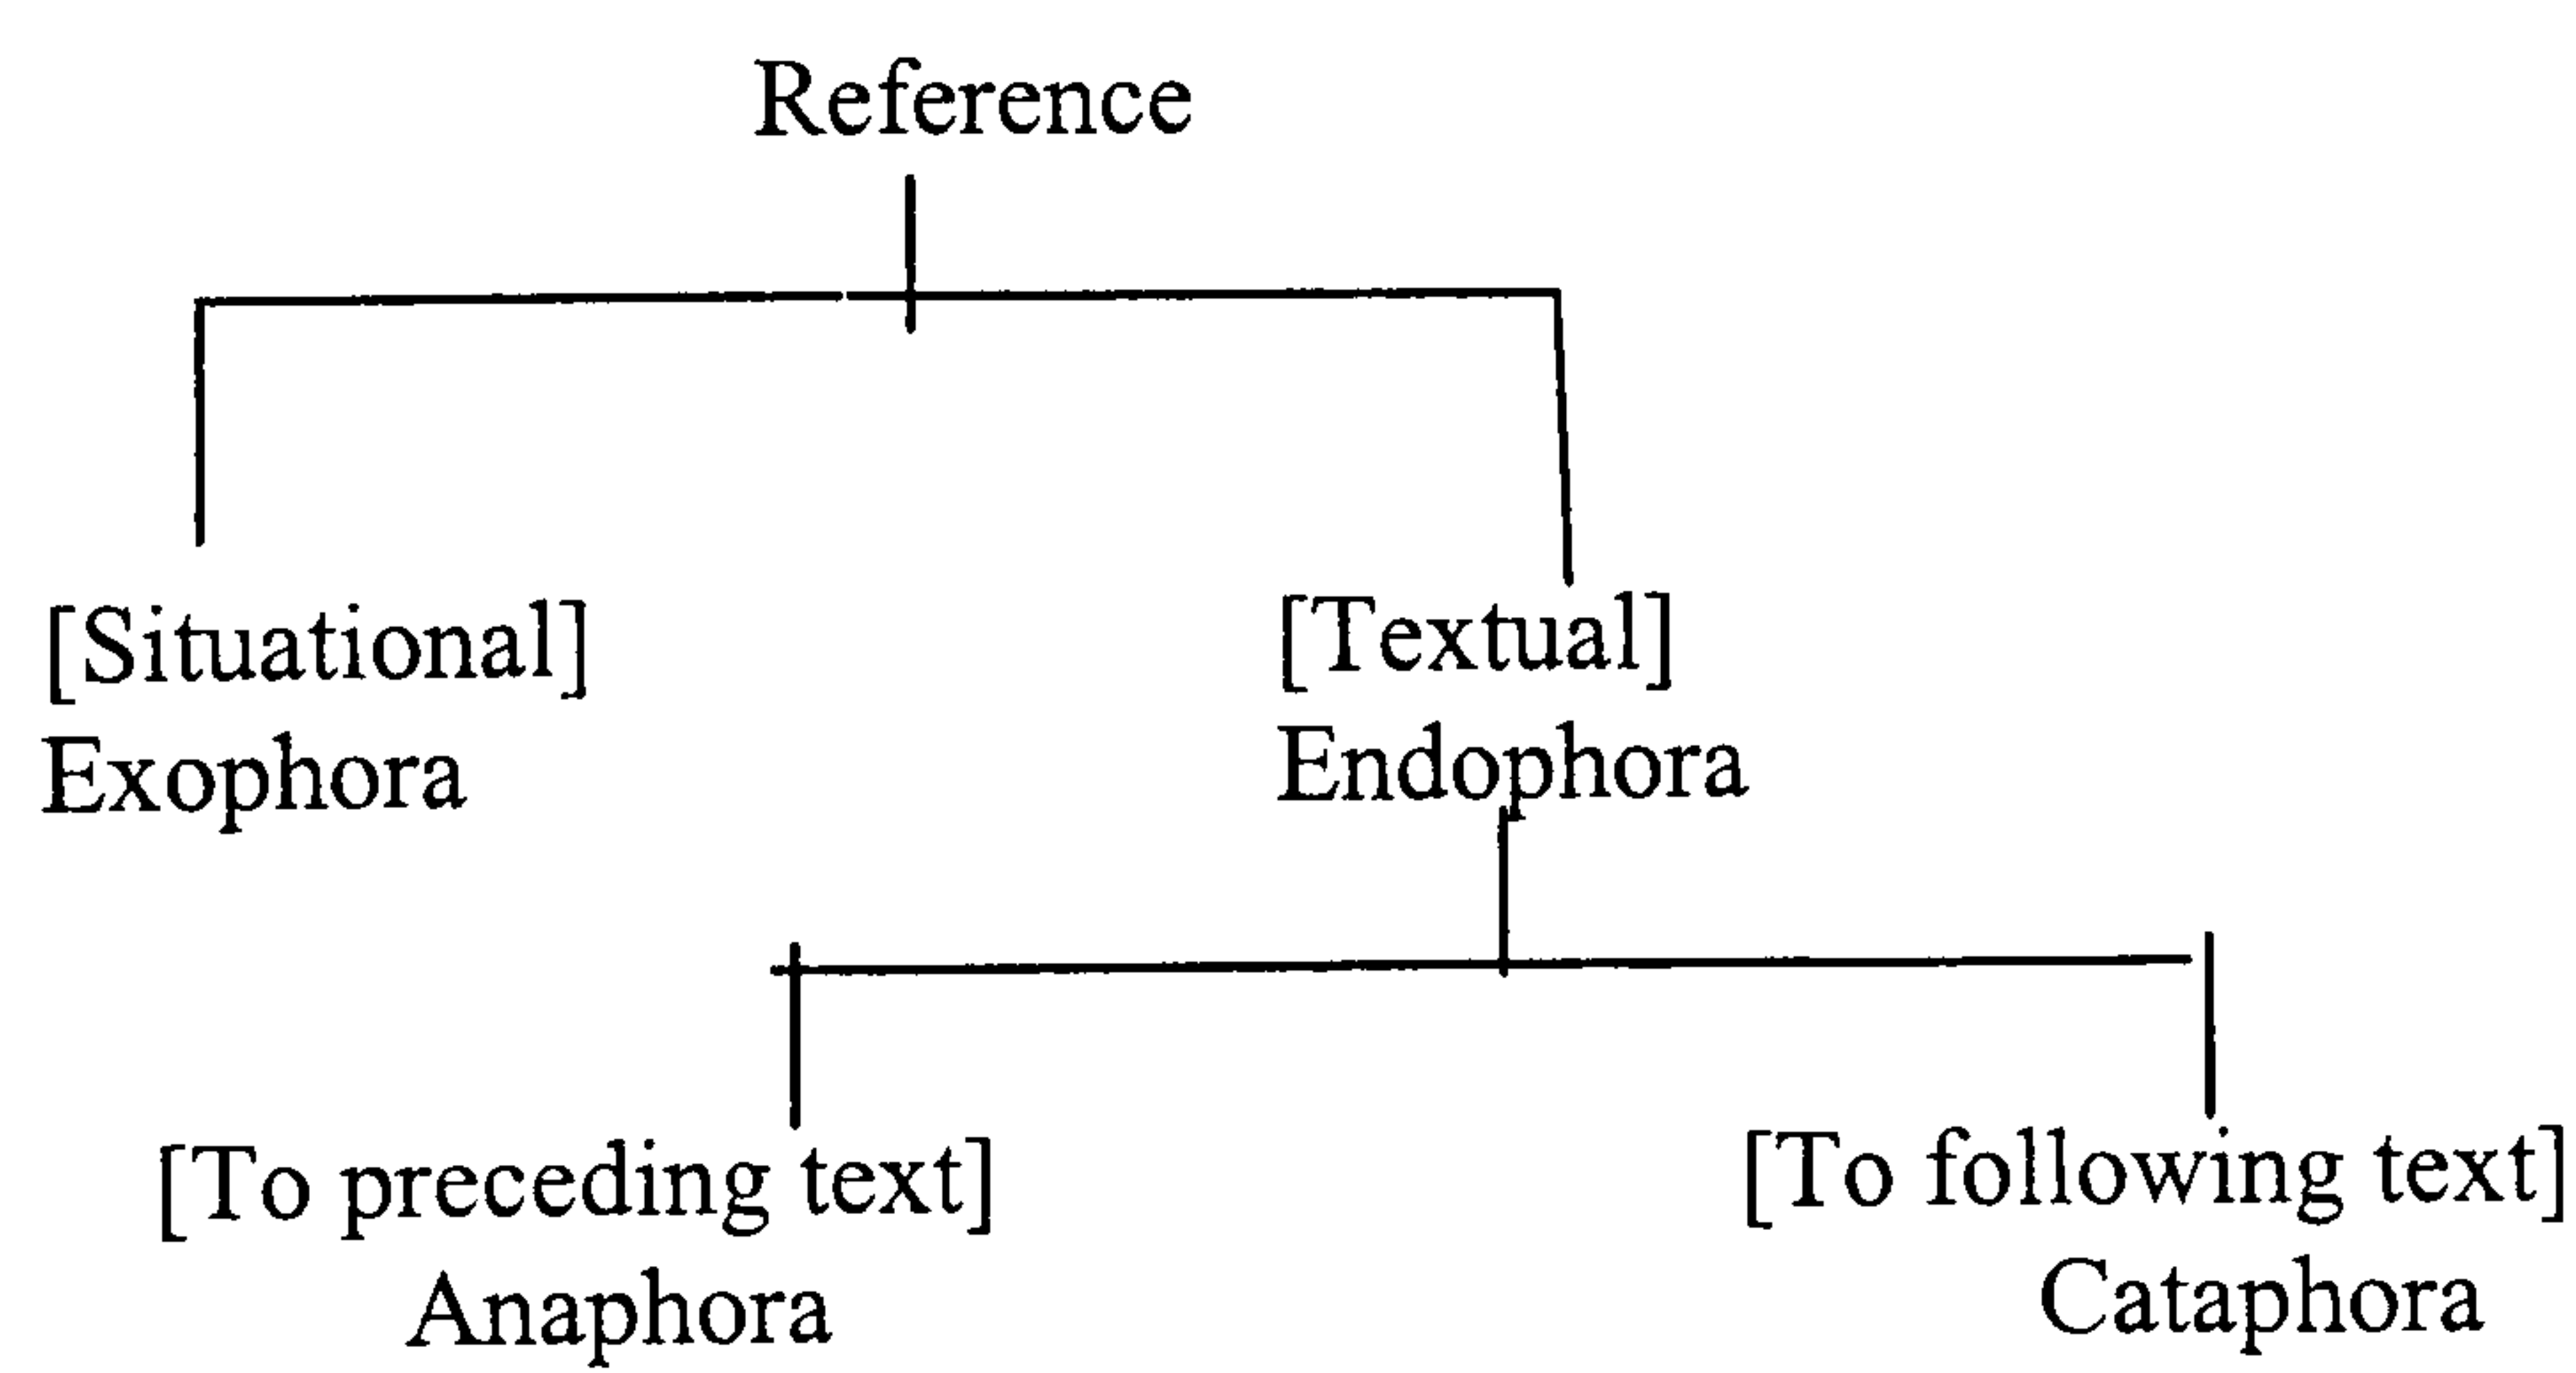 Reference
[Situational]
Exophora
[Textual]
Endophora
[To preceding text]
Anaphora
[To following text]
Cataphora